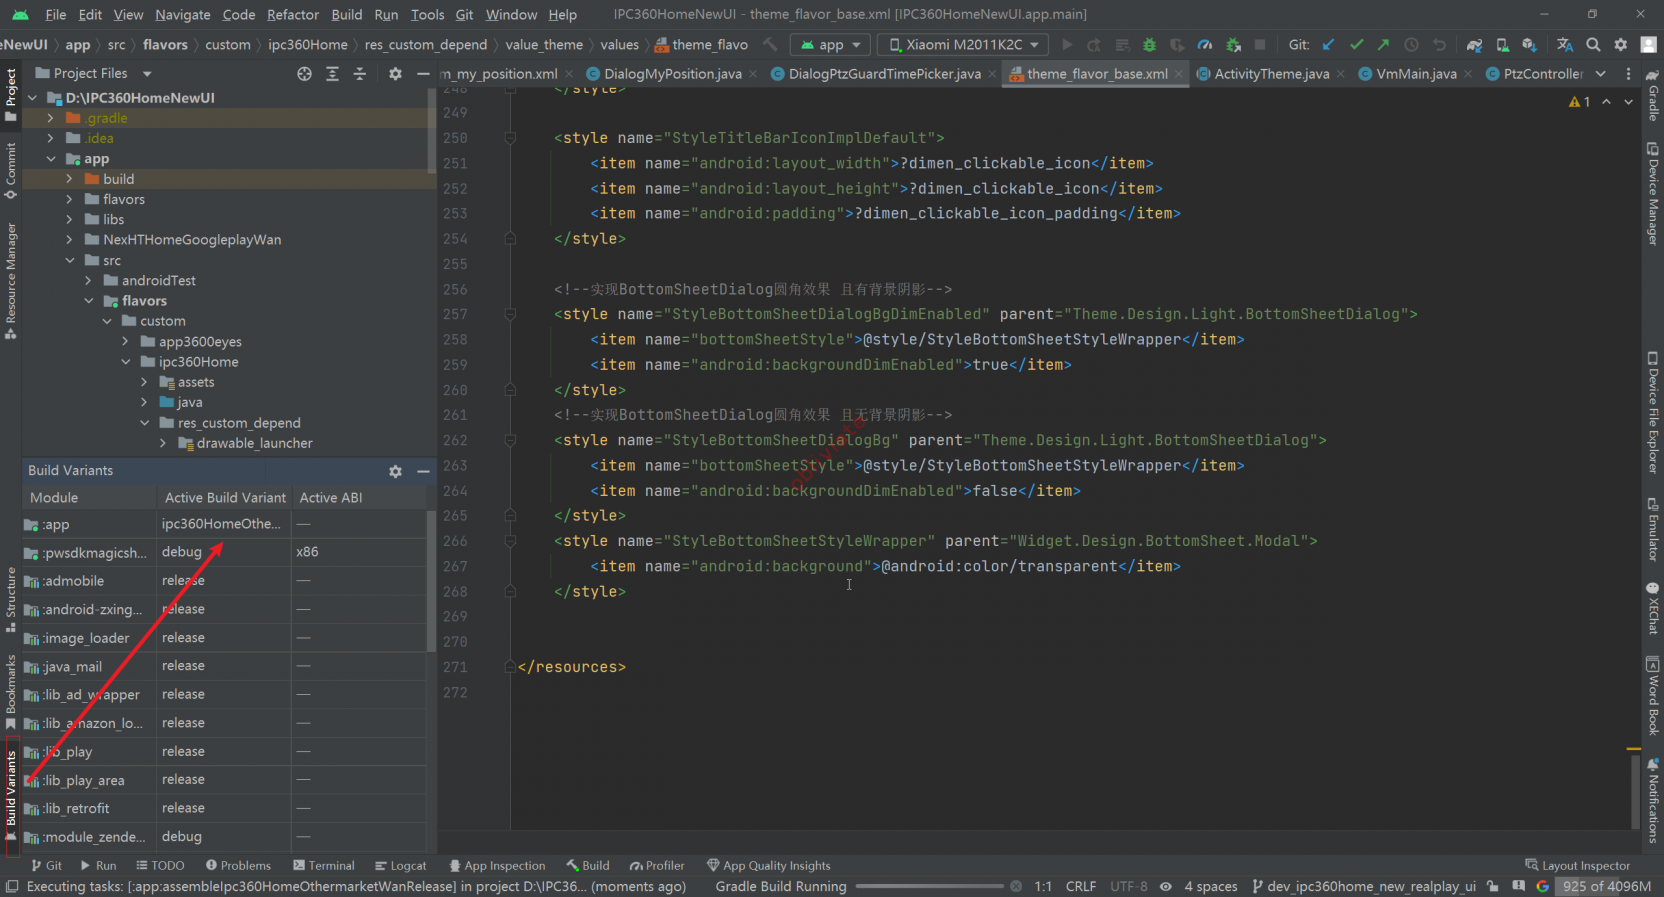 File Edit View Navigate Code Refactor Build Run Tools Git Window Help IPC360HomeNewUI - theme_flavor_base.xml [IPC360HomeNewUI.app.main]
eNewUI app src flavors custom ipc360Home res_custom_depend value_theme values theme_flavo app Xiaomi M2011K2C Git:
Project Files m_my_position.xml DialogMyPosition.java DialogPtzGuardTimePicker.java theme_flavor_base.xml ActivityTheme.java VmMain.java PtzController
D:\IPC360HomeNewUI
.gradle
.idea
app
build
flavors
libs
NexHTHomeGoogleplayWan
src
androidTest
flavors
custom
app3600eyes
ipc360Home
assets
java
res_custom_depend
drawable_launcher
Build Variants
Module Active Build Variant Active ABI
:app ipc360HomeOthe... —
:pwsdkmagicsh... debug x86
:admobile release —
:android-zxing... release —
:image_loader release —
:java_mail release —
:lib_ad_wrapper release —
:lib_amazon_lo... release —
:lib_play release —
:lib_play_area release —
:lib_retrofit release —
:module_zende... debug —
248 </style>
249
250 <style name="StyleTitleBarIconImplDefault">
251 <item name="android:layout_width">?dimen_clickable_icon</item>
252 <item name="android:layout_height">?dimen_clickable_icon</item>
253 <item name="android:padding">?dimen_clickable_icon_padding</item>
254 </style>
255
256 <!--实现BottomSheetDialog圆角效果 且有背景阴影-->
257 <style name="StyleBottomSheetDialogBgDimEnabled" parent="Theme.Design.Light.BottomSheetDialog">
258 <item name="bottomSheetStyle">@style/StyleBottomSheetStyleWrapper</item>
259 <item name="android:backgroundDimEnabled">true</item>
260 </style>
261 <!--实现BottomSheetDialog圆角效果 且无背景阴影-->
262 <style name="StyleBottomSheetDialogBg" parent="Theme.Design.Light.BottomSheetDialog">
263 <item name="bottomSheetStyle">@style/StyleBottomSheetStyleWrapper</item>
264 <item name="android:backgroundDimEnabled">false</item>
265 </style>
266 <style name="StyleBottomSheetStyleWrapper" parent="Widget.Design.BottomSheet.Modal">
267 <item name="android:background">@android:color/transparent</item>
268 </style>
269
270
271 </resources>
272
1
Project
Commit
Resource Manager
Structure
Bookmarks
Build Variants
Gradle
Device Manager
Device File Explorer
Emulator
XEChat
Word Book
Notifications
Git Run TODO Problems Terminal Logcat App Inspection Build Profiler App Quality Insights Layout Inspector
Executing tasks: [:app:assembleIpc360HomeOthermarketWanRelease] in project D:\IPC36... (moments ago) Gradle Build Running 1:1 CRLF UTF-8 4 spaces dev_ipc360home_new_realplay_ui 925 of 4096M